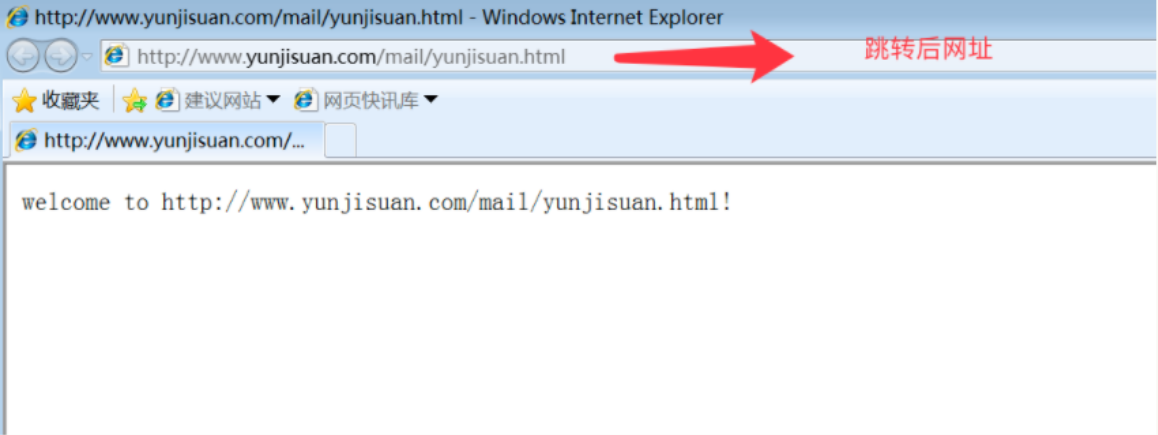 http://www.yunjisuan.com/mail/yunjisuan.html - Windows Internet Explorer
http://www.yunjisuan.com/mail/yunjisuan.html
跳转后网址
收藏夹 建议网站 网页快讯库
http://www.yunjisuan.com/...
welcome to http://www.yunjisuan.com/mail/yunjisuan.html!